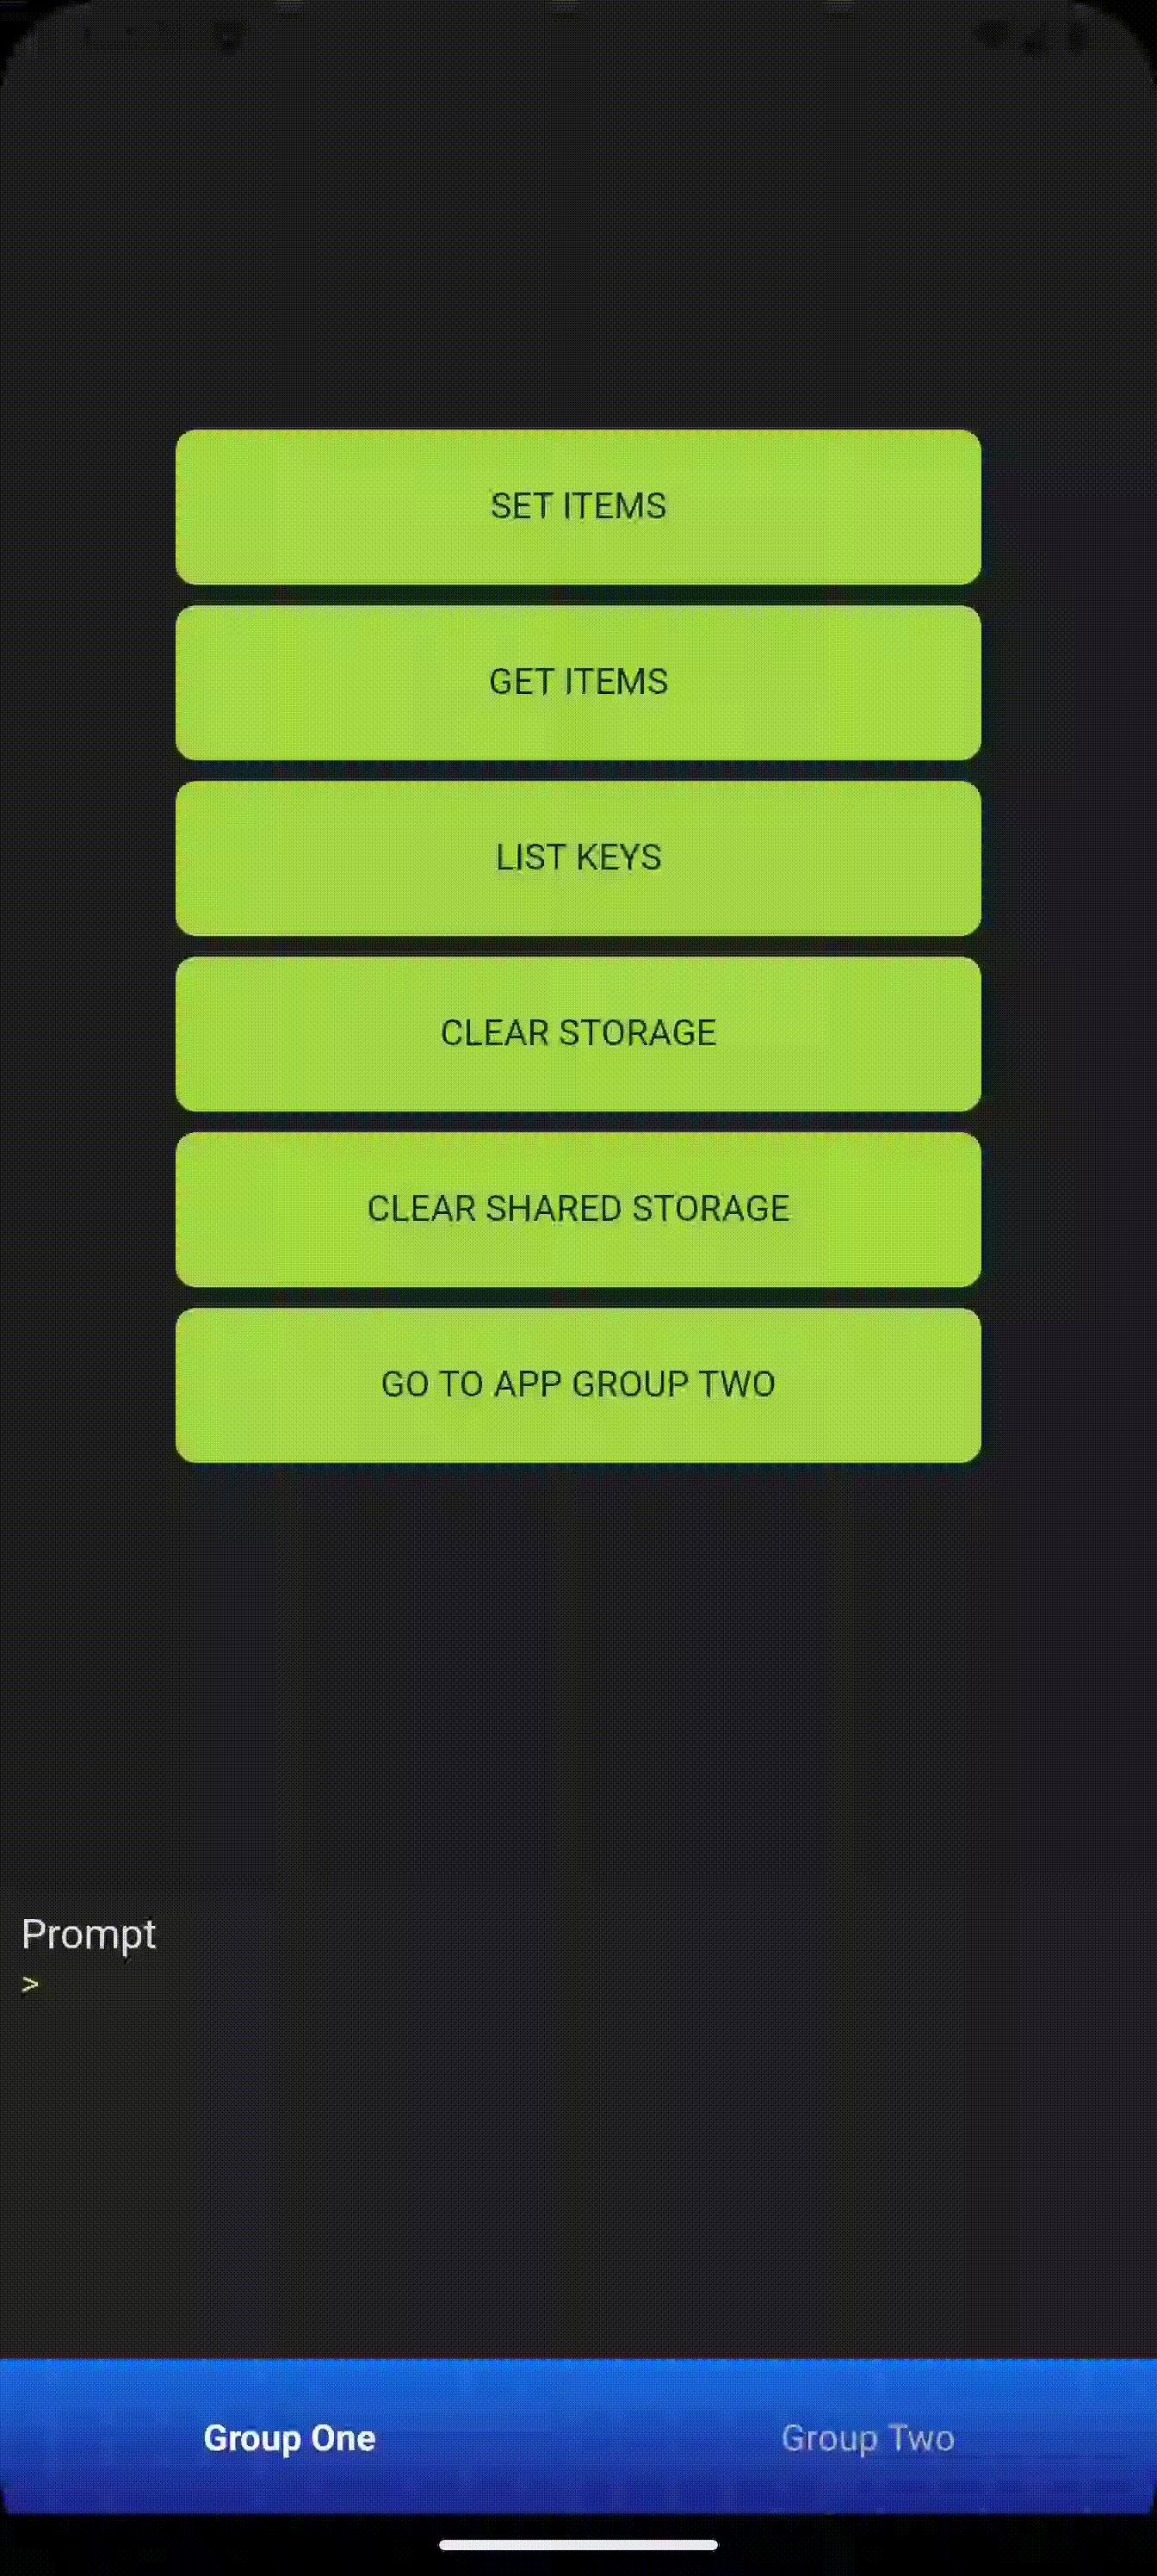 SET ITEMS
GET ITEMS
LIST KEYS
CLEAR STORAGE
CLEAR SHARED STORAGE
GO TO APP GROUP TWO
Prompt
>
Group One
Group Two